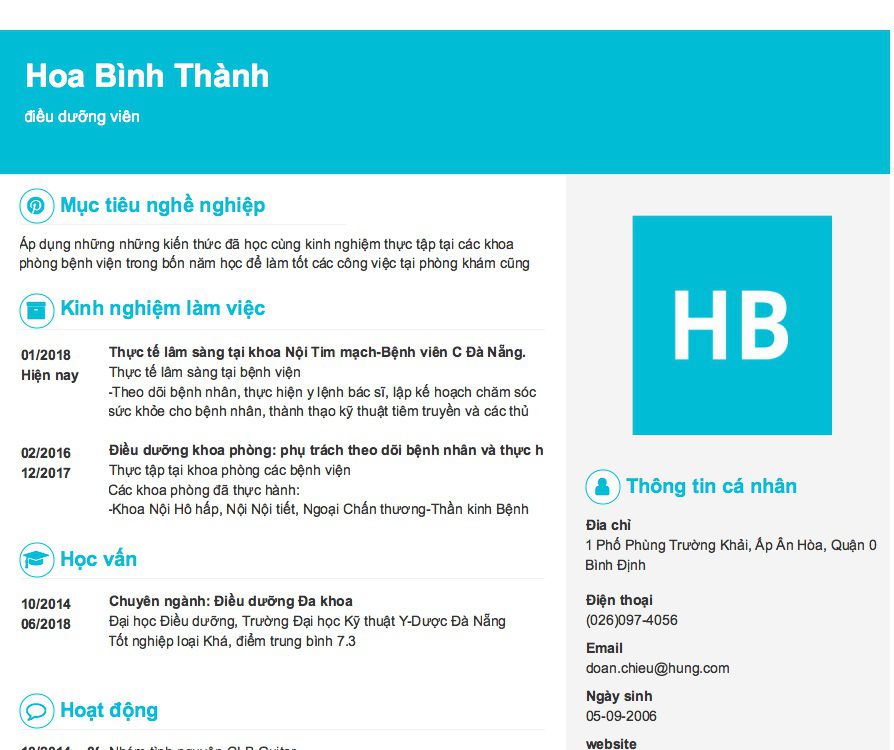 Hoa Bình Thành
điều dưỡng viên
Mục tiêu nghề nghiệp
Áp dụng những những kiến thức đã học cùng kinh nghiệm thực tập tại các khoa
phòng bệnh viện trong bốn năm học để làm tốt các công việc tại phòng khám cũng
Kinh nghiệm làm việc
01/2018
Hiện nay
Thực tế lâm sàng tại khoa Nội Tim mạch-Bệnh viên C Đà Nẵng.
Thực tế lâm sàng tại bệnh viện
-Theo dõi bệnh nhân, thực hiện y lệnh bác sĩ, lập kế hoạch chăm sóc
sức khỏe cho bệnh nhân, thành thạo kỹ thuật tiêm truyền và các thủ
02/2016
12/2017
Điều dưỡng khoa phòng: phụ trách theo dõi bệnh nhân và thực h
Thực tập tại khoa phòng các bệnh viện
Các khoa phòng đã thực hành:
-Khoa Nội Hô hấp, Nội Nội tiết, Ngoại Chấn thương-Thần kinh Bệnh
Học vấn
10/2014
06/2018
Chuyên ngành: Điều dưỡng Đa khoa
Đại học Điều dưỡng, Trường Đại học Kỹ thuật Y-Dược Đà Nẵng
Tốt nghiệp loại Khá, điểm trung bình 7.3
Hoạt động
10/2014 Nhóm tình nguyện CLB Guitar
HB
Thông tin cá nhân
Địa chỉ
1 Phố Phùng Trường Khải, Ấp Ân Hòa, Quận 0
Bình Định
Điện thoại
(026)097-4056
Email
doan.chieu@hung.com
Ngày sinh
05-09-2006
website